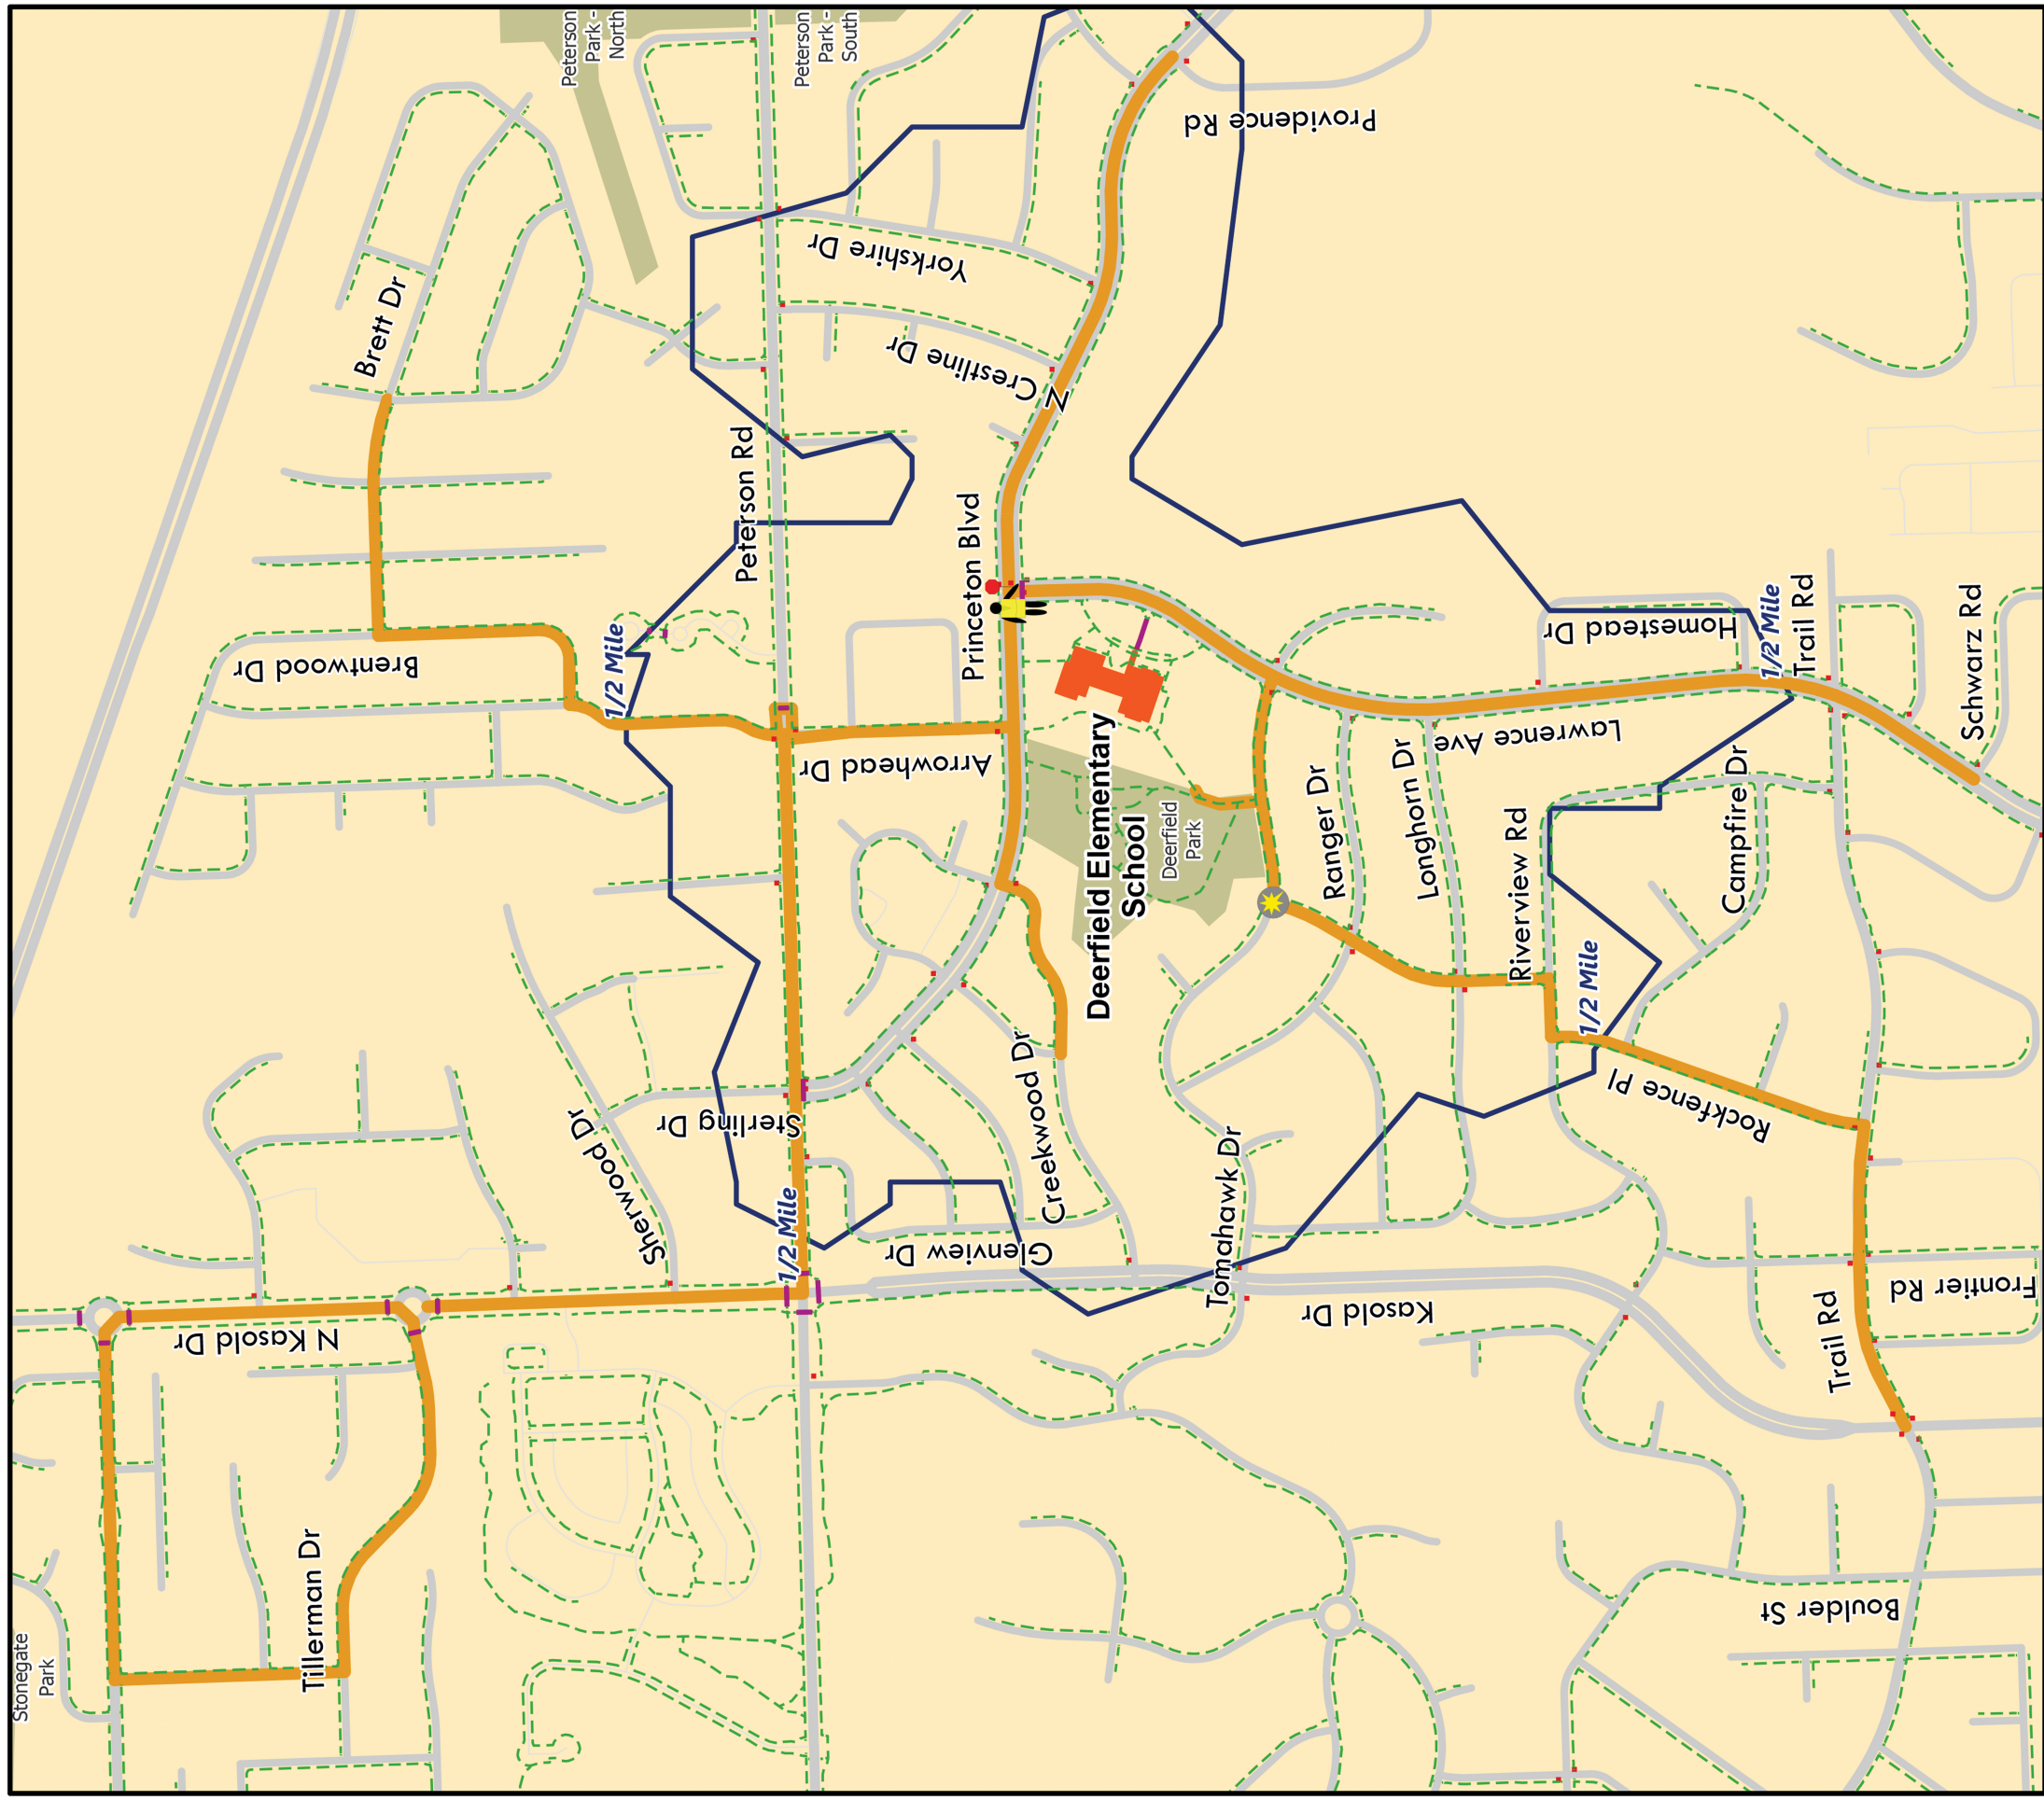 Peterson
Park -
North
Peterson
Park -
South
Providence Rd
Yorkshire Dr
Brett Dr
Crestline Dr
N
Peterson Rd
Princeton Blvd
Brentwood Dr
1/2 Mile
Homestead Dr
1/2 Mile
Trail Rd
Schwarz Rd
Arrowhead Dr
Lawrence Ave
Deerfield Elementary
School
Deerfield
Park
Ranger Dr
Longhorn Dr
Riverview Rd
Campfire Dr
1/2 Mile
Rockfence Pl
Sherwood Dr
Sterling Dr
Creekwood Dr
Tomahawk Dr
1/2 Mile
Glenview Dr
N Kasold Dr
Kasold Dr
Frontier Rd
Trail Rd
Tillerman Dr
Boulder St
Stonegate
Park